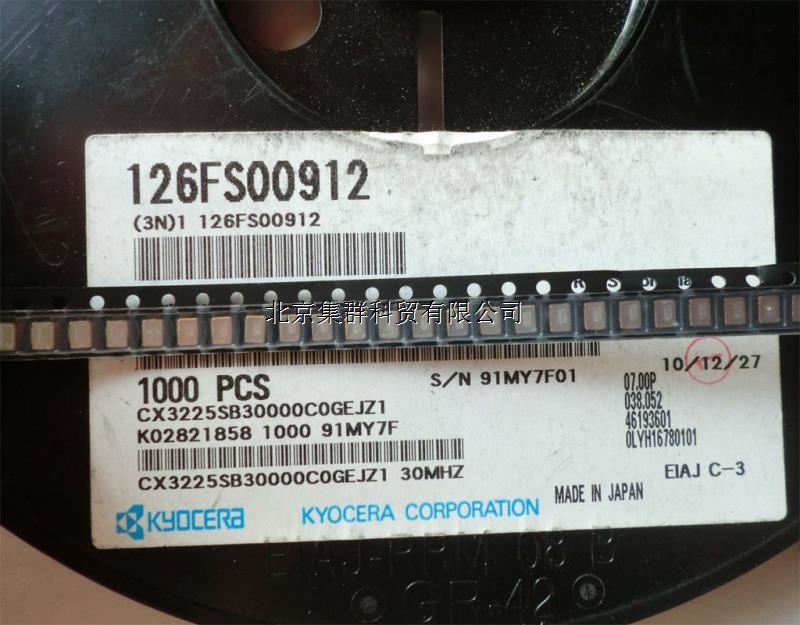 126FS00912
(3N)1 126FS00912
北京集群科贸有限公司
1000 PCS
S/N 91MY7F01
10/12/27
CX3225SB30000C0GEJZ1
K02821858 1000 91MY7F
07.00P
038.052
46193601
0LYH16780101
CX3225SB30000C0GEJZ1 30MHZ
MADE IN JAPAN
EIAJ C-3
KYOCERA
KYOCERA CORPORATION
EIAJ-RRM 08 B
GR-42